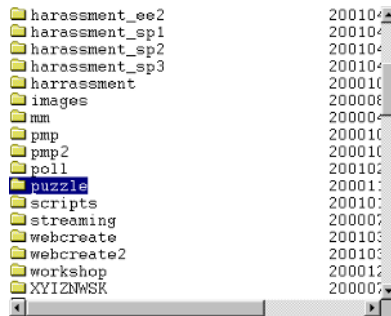 harassment_ee2 200104
harassment_sp1 200104
harassment_sp2 200104
harassment_sp3 200104
harrassment 200010
images 200008
mm 200004
pmp 200010
pmp2 200010
poll 200102
puzzle 200011
scripts 200101
streaming 200007
webcreate 200103
webcreate2 200103
workshop 200012
XYIZNWSK 200007